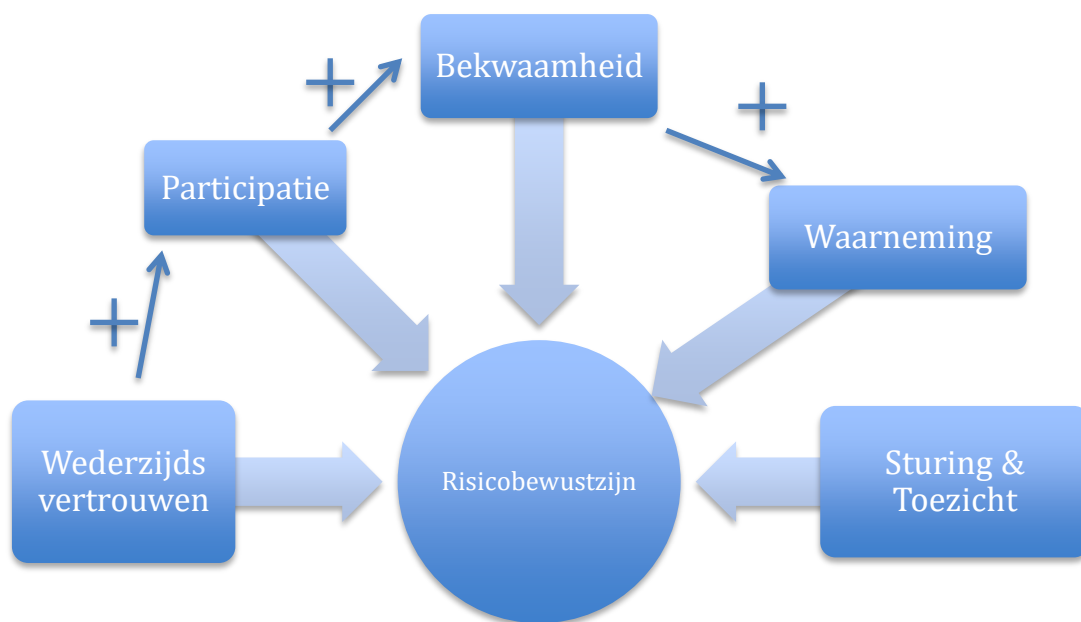 Bekwaamheid
+
+
Participatie
Waarneming
+
Wederzijds
vertrouwen
Risicobewustzijn
Sturing &
Toezicht